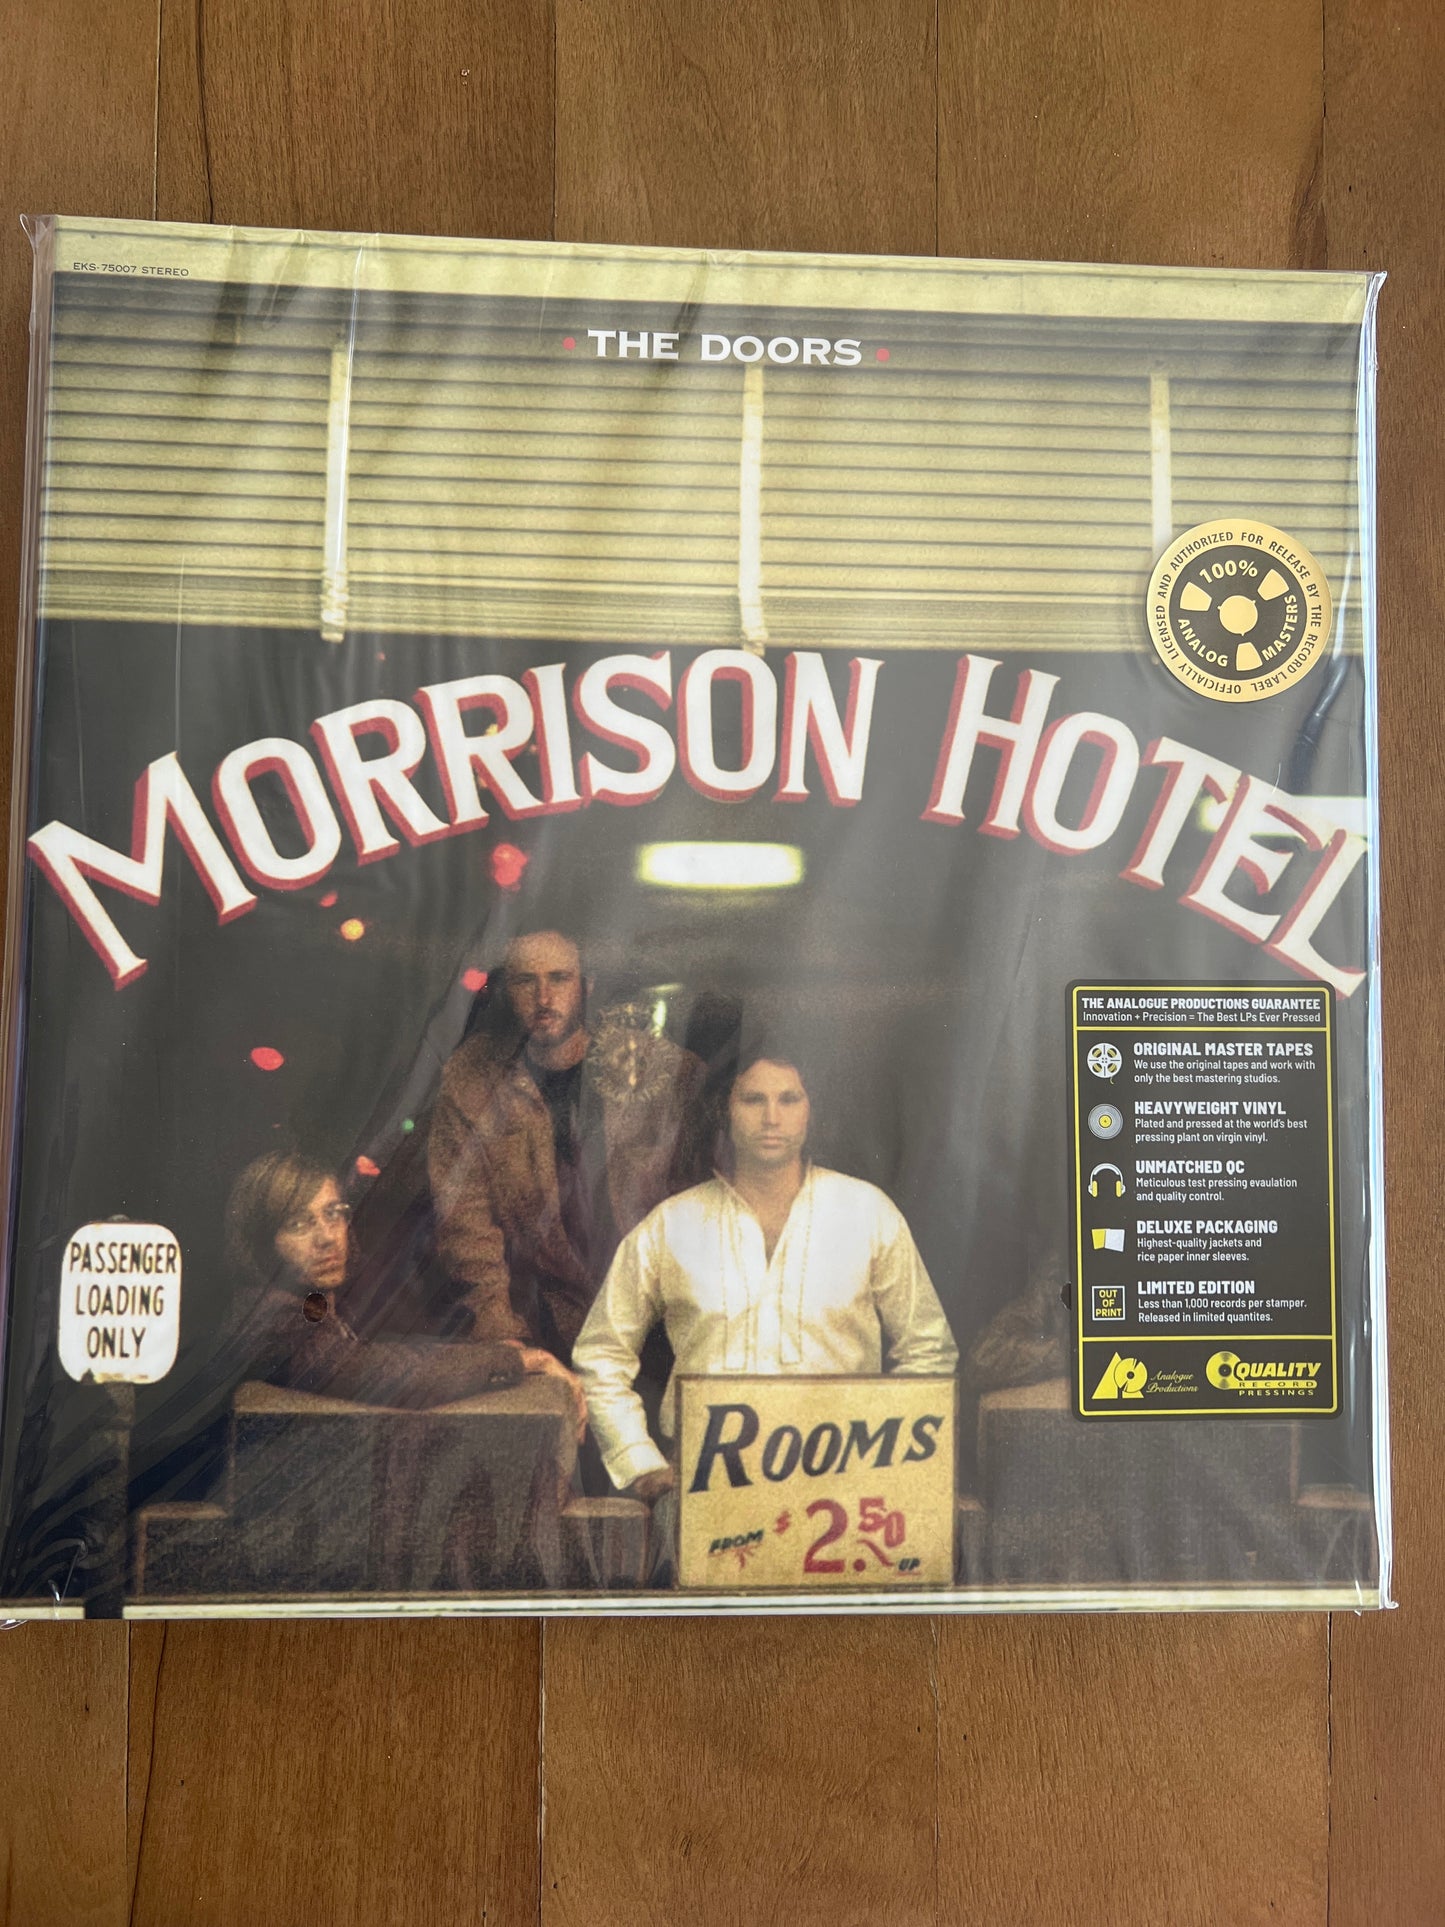 EKS-75007 STEREO
• THE DOORS •
OFFICIALLY LICENSED AND AUTHORIZED FOR RELEASE BY THE RECORD LABEL
100%
ANALOG MASTERS
MORRISON HOTEL
THE ANALOGUE PRODUCTIONS GUARANTEE
Innovation + Precision = The Best LPs Ever Pressed
ORIGINAL MASTER TAPES
We use the original tapes and work with
only the best mastering studios.
HEAVYWEIGHT VINYL
Plated and pressed at the world's best
pressing plant on virgin vinyl.
UNMATCHED QC
Meticulous test pressing evaulation
and quality control.
DELUXE PACKAGING
Highest-quality jackets and
rice paper inner sleeves.
OUT
OF
PRINT
LIMITED EDITION
Less than 1,000 records per stamper.
Released in limited quantites.
Analogue
Productions
QUALITY
RECORD
PRESSINGS
PASSENGER
LOADING
ONLY
ROOMS
FROM $2.50 UP